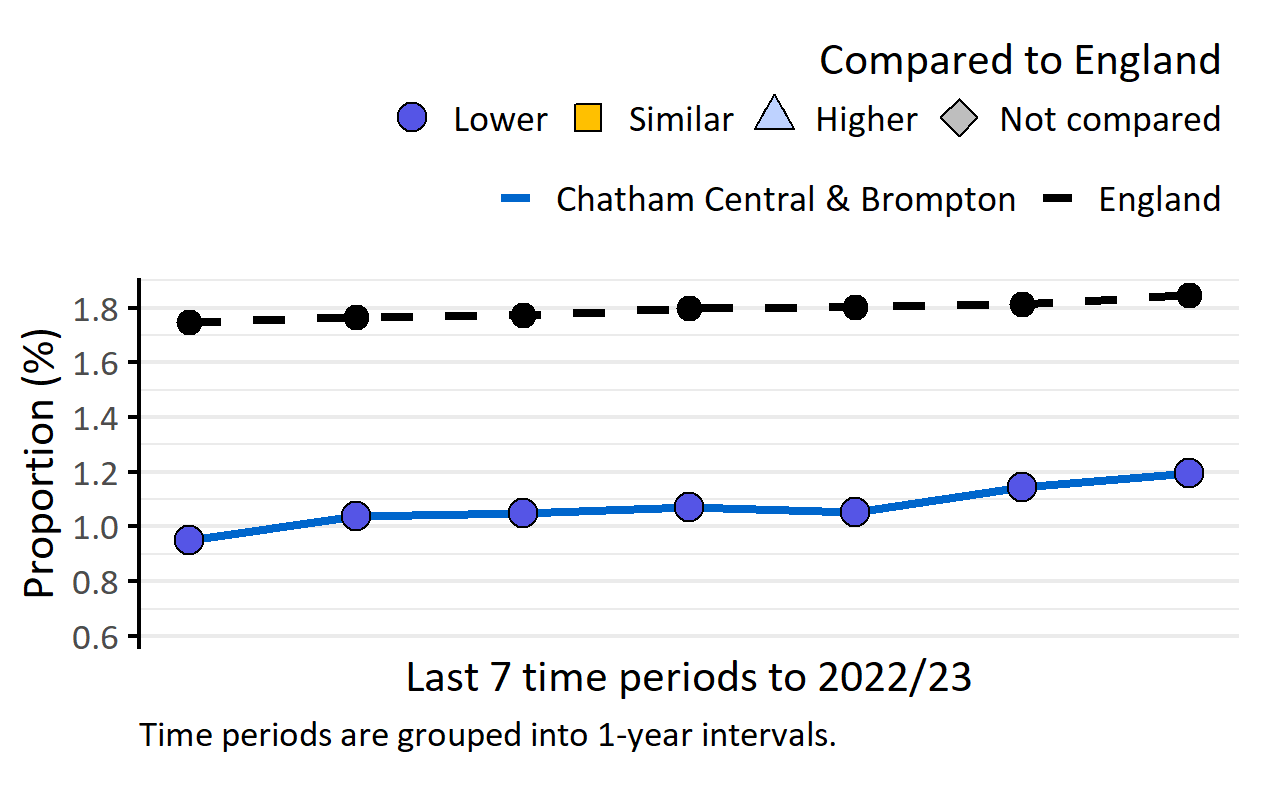 Compared to England
Lower Similar Higher Not compared
Chatham Central & Brompton England
Proportion (%)
1.8
1.6
1.4
1.2
1.0
0.8
0.6
Last 7 time periods to 2022/23
Time periods are grouped into 1-year intervals.